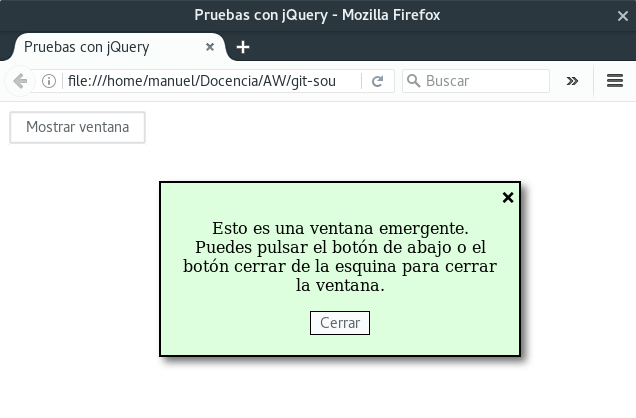 Pruebas con jQuery - Mozilla Firefox
Pruebas con jQuery
file:///home/manuel/Docencia/AW/git-sou
Buscar
Mostrar ventana
Esto es una ventana emergente.
Puedes pulsar el botón de abajo o el
botón cerrar de la esquina para cerrar
la ventana.
Cerrar